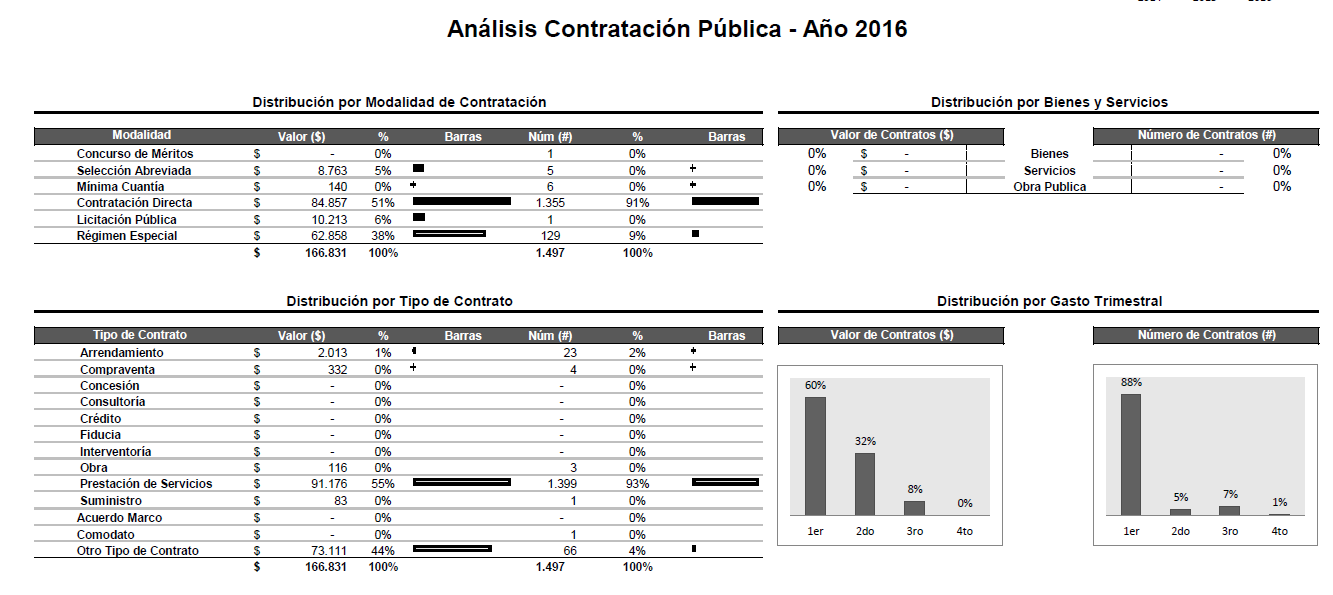 Análisis Contratación Pública - Año 2016
Distribución por Modalidad de Contratación
Modalidad Valor ($) % Barras Núm (#) % Barras
Concurso de Méritos $ - 0% 1 0%
Selección Abreviada $ 8.763 5% 5 0%
Mínima Cuantía $ 140 0% 6 0%
Contratación Directa $ 84.857 51% 1.355 91%
Licitación Pública $ 10.213 6% 1 0%
Régimen Especial $ 62.858 38% 129 9%
$ 166.831 100% 1.497 100%
Distribución por Bienes y Servicios
Valor de Contratos ($) Número de Contratos (#)
0% $ - Bienes - 0%
0% $ - Servicios - 0%
0% $ - Obra Publica - 0%
Distribución por Tipo de Contrato
Tipo de Contrato Valor ($) % Barras Núm (#) % Barras
Arrendamiento $ 2.013 1% 23 2%
Compraventa $ 332 0% 4 0%
Concesión $ - 0% - 0%
Consultoría $ - 0% - 0%
Crédito $ - 0% - 0%
Fiducia $ - 0% - 0%
Interventoría $ - 0% - 0%
Obra $ 116 0% 3 0%
Prestación de Servicios $ 91.176 55% 1.399 93%
Suministro $ 83 0% 1 0%
Acuerdo Marco $ - 0% - 0%
Comodato $ - 0% 1 0%
Otro Tipo de Contrato $ 73.111 44% 66 4%
$ 166.831 100% 1.497 100%
Distribución por Gasto Trimestral
Valor de Contratos ($)
60%
32%
8%
0%
1er 2do 3ro 4to
Número de Contratos (#)
88%
5%
7%
1%
1er 2do 3ro 4to